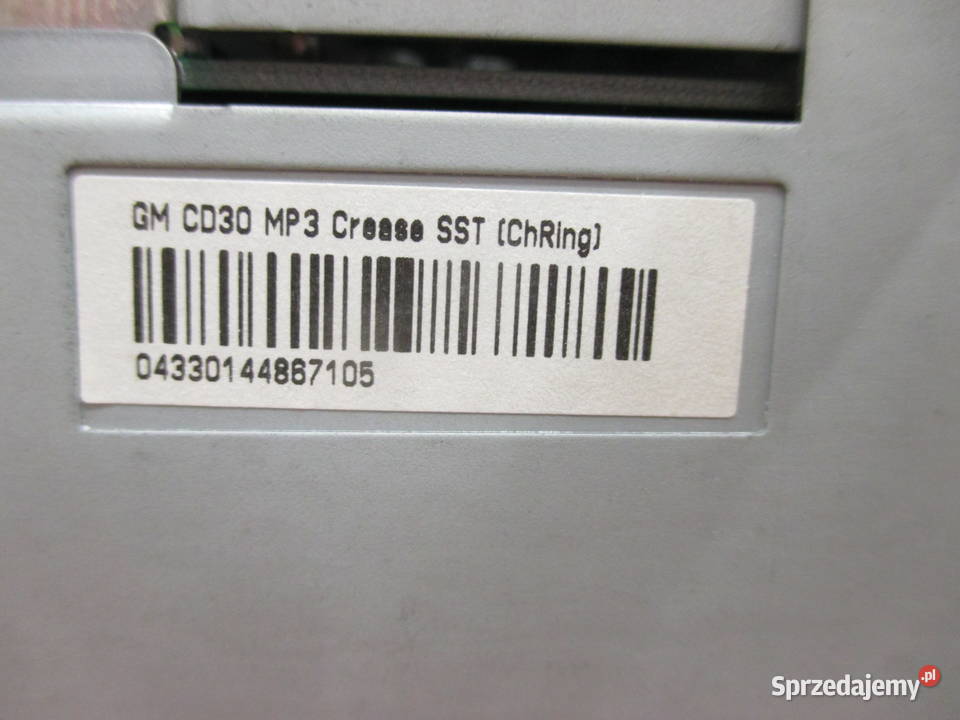 GM CD30 MP3 Crease SST (ChRing)
04330144867105
Sprzedajemy.pl